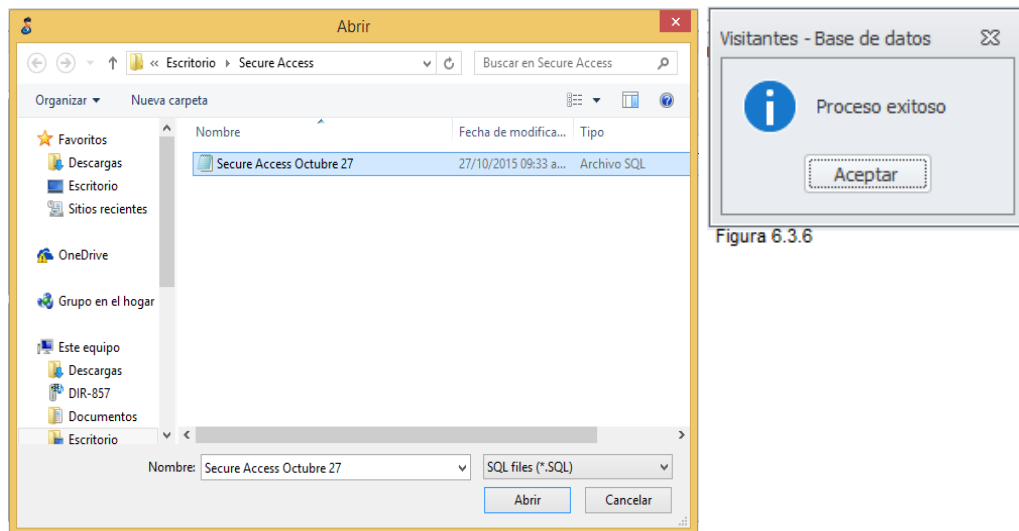 Abrir
« Escritorio ▸ Secure Access
Buscar en Secure Access
Organizar
Nueva carpeta
Favoritos
Descargas
Escritorio
Sitios recientes
OneDrive
Grupo en el hogar
Este equipo
Descargas
DIR-857
Documentos
Escritorio
Nombre Fecha de modifica... Tipo
Secure Access Octubre 27 27/10/2015 09:33 a... Archivo SQL
Nombre: Secure Access Octubre 27 SQL files (*.SQL)
Abrir Cancelar
Visitantes - Base de datos
Proceso exitoso
Aceptar
Figura 6.3.6